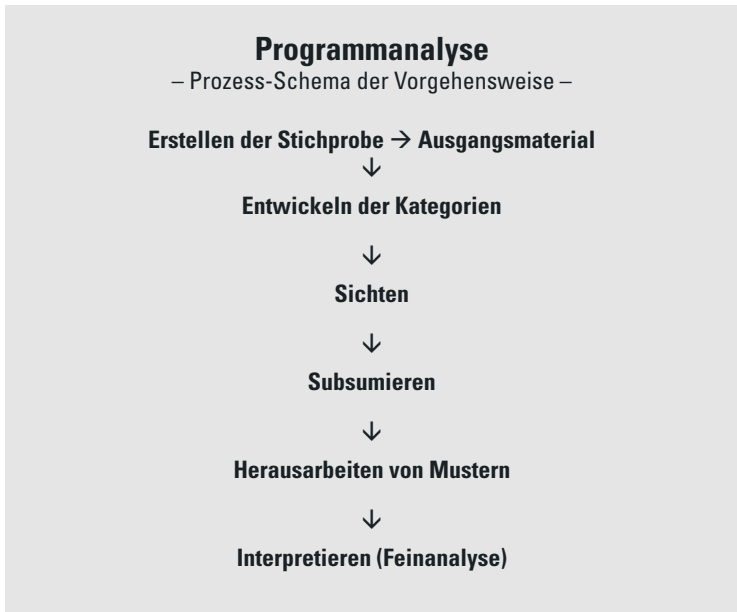 Programmanalyse
– Prozess-Schema der Vorgehensweise –
Erstellen der Stichprobe → Ausgangsmaterial
↓
Entwickeln der Kategorien
↓
Sichten
↓
Subsumieren
↓
Herausarbeiten von Mustern
↓
Interpretieren (Feinanalyse)